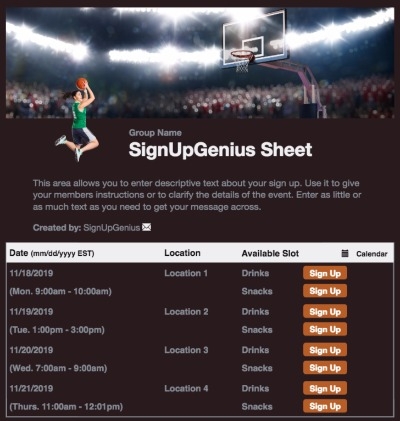 Group Name
SignUpGenius Sheet
This area allows you to enter descriptive text about your sign up. Use it to give
your members instructions or to clarify the details of the event. Enter as little or
as much text as you need to get your message across.
Created by: SignUpGenius
Date (mm/dd/yyyy EST) Location Available Slot Calendar
11/18/2019 Location 1 Drinks Sign Up
(Mon. 9:00am - 10:00am) Snacks Sign Up
11/19/2019 Location 2 Drinks Sign Up
(Tue. 1:00pm - 3:00pm) Snacks Sign Up
11/20/2019 Location 3 Drinks Sign Up
(Wed. 7:00am - 9:00am) Snacks Sign Up
11/21/2019 Location 4 Drinks Sign Up
(Thurs. 11:00am - 12:01pm) Snacks Sign Up